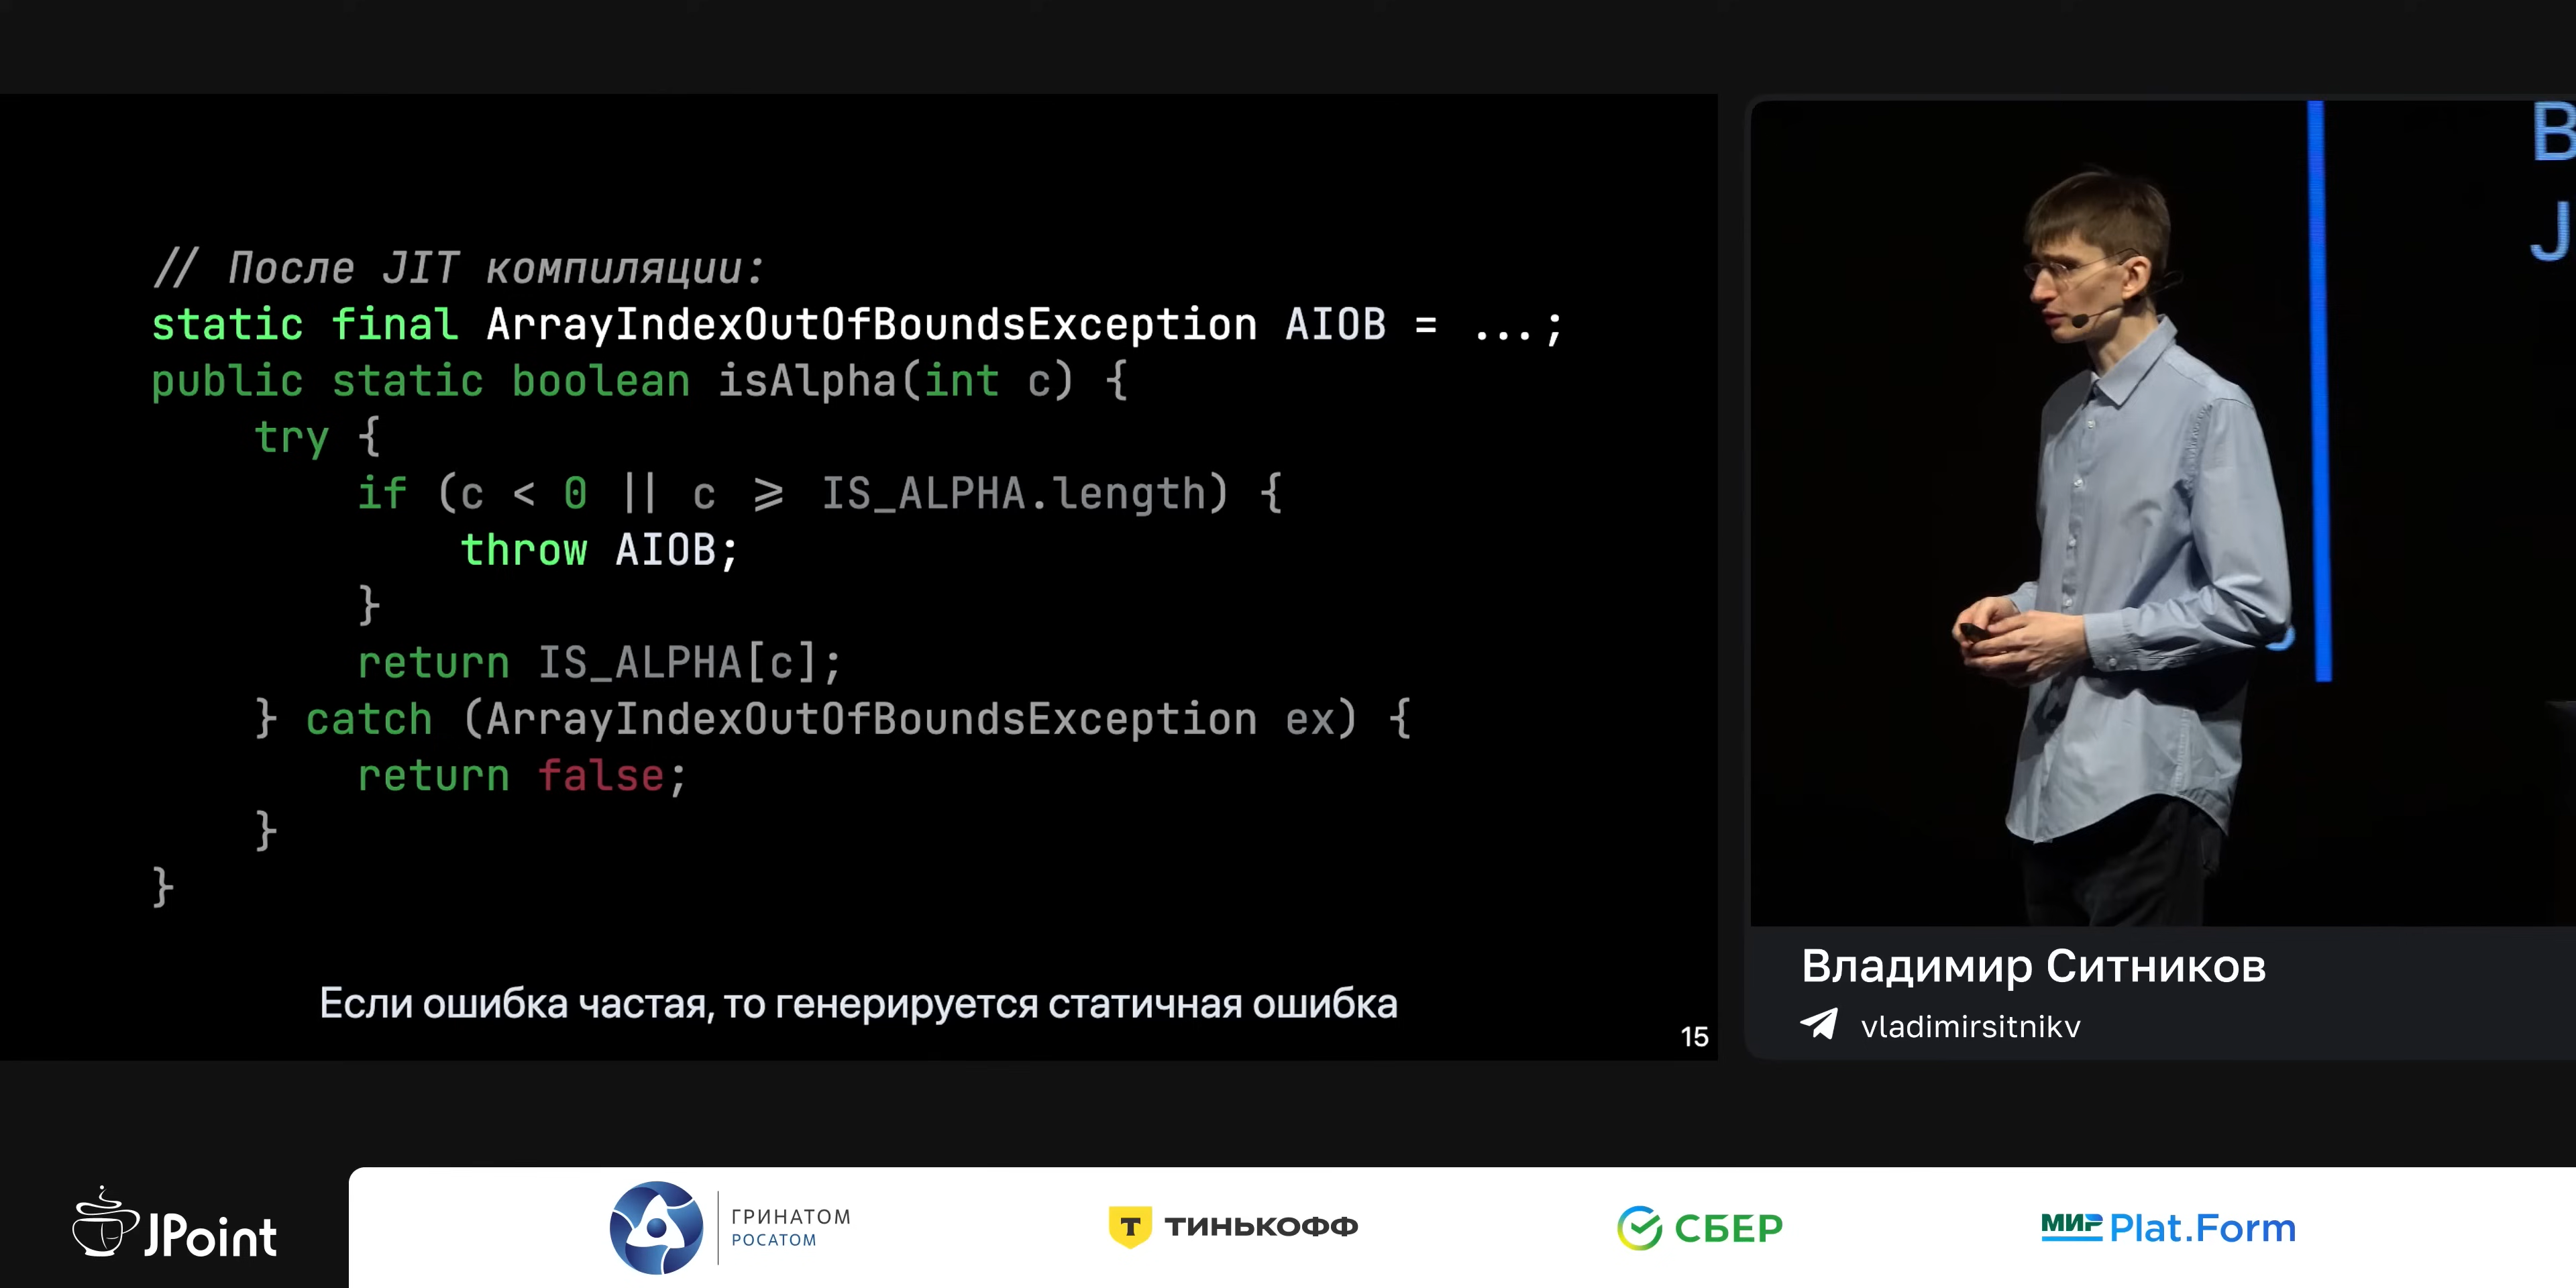 // После JIT компиляции:
static final ArrayIndexOutOfBoundsException AIOB = ...;
public static boolean isAlpha(int c) {
    try {
        if (c < 0 || c ⩾ IS_ALPHA.length) {
            throw AIOB;
        }
        return IS_ALPHA[c];
    } catch (ArrayIndexOutOfBoundsException ex) {
        return false;
    }
}
Если ошибка частая, то генерируется статичная ошибка
15
B
J
Владимир Ситников
vladimirsitnikv
JPoint
ГРИНАТОМ
РОСАТОМ
Т ТИНЬКОФФ
СБЕР
МИР Plat.Form